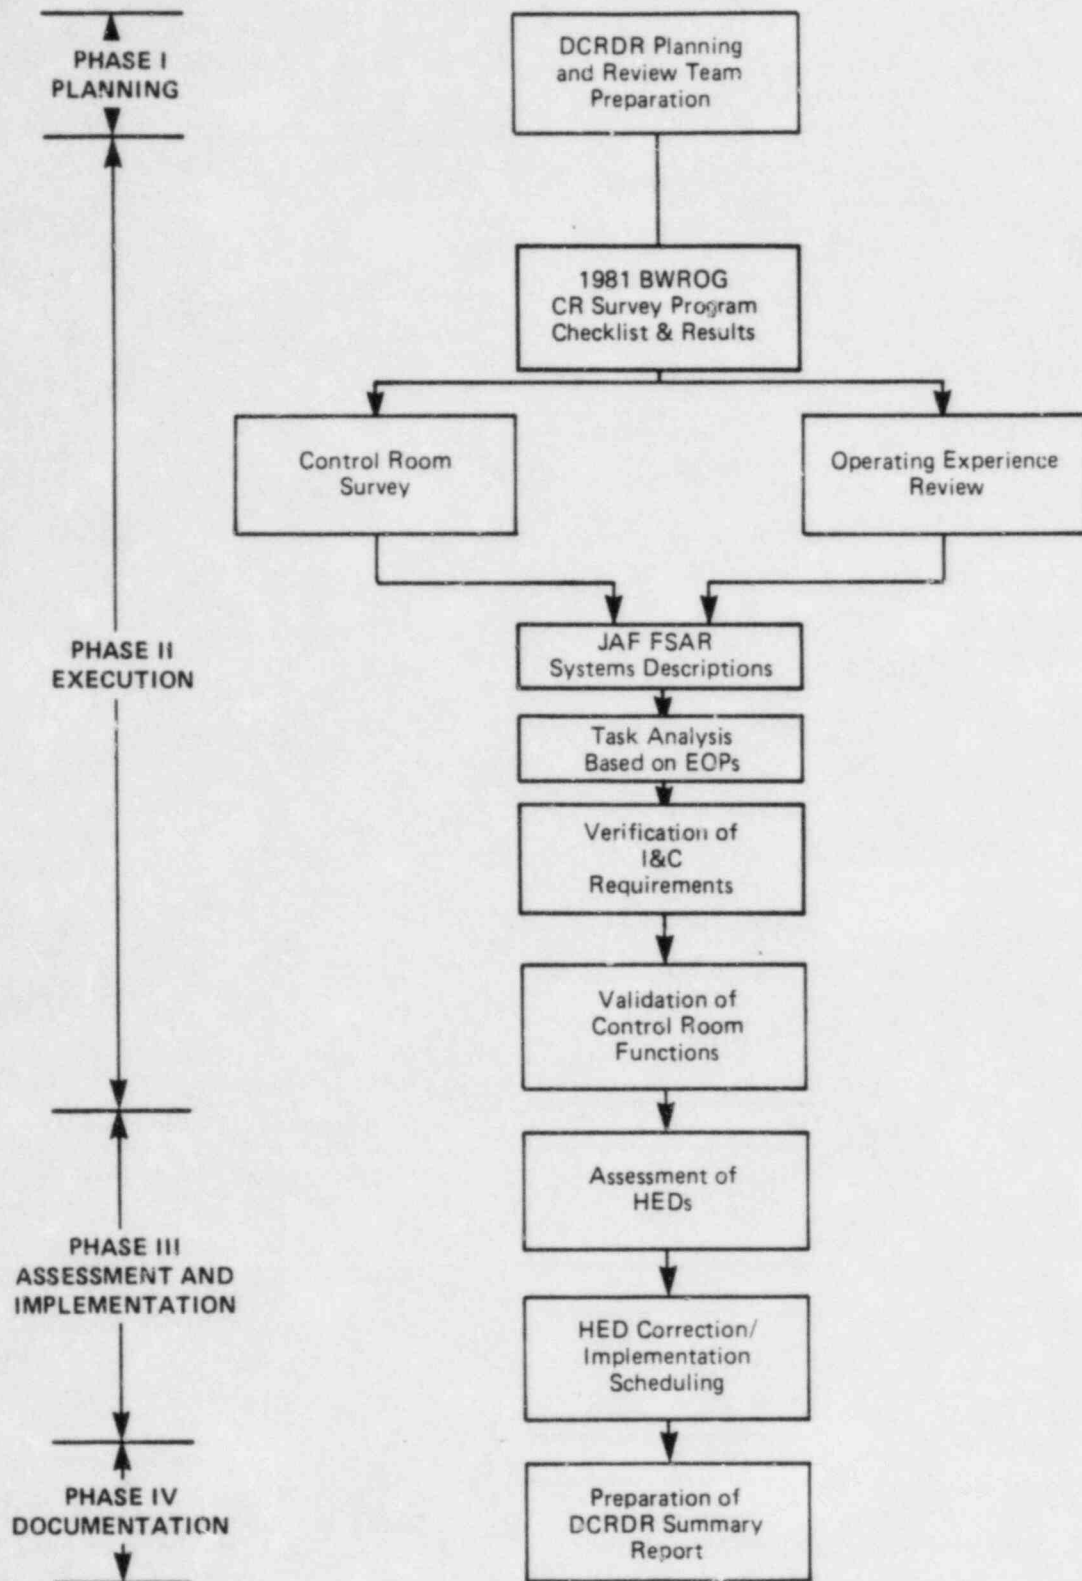 PHASE I
PLANNING
DCRDR Planning
and Review Team
Preparation
1981 BWROG
CR Survey Program
Checklist & Results
Control Room
Survey
Operating Experience
Review
JAF FSAR
Systems Descriptions
PHASE II
EXECUTION
Task Analysis
Based on EOPs
Verification of
I&C
Requirements
Validation of
Control Room
Functions
Assessment of
HEDs
PHASE III
ASSESSMENT AND
IMPLEMENTATION
HED Correction/
Implementation
Scheduling
PHASE IV
DOCUMENTATION
Preparation of
DCRDR Summary
Report